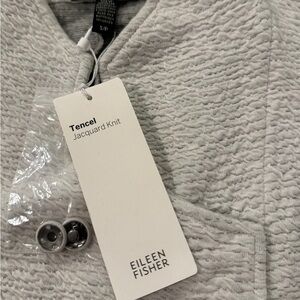 S/P
Tencel
Jacquard Knit
EILEEN
FISHER